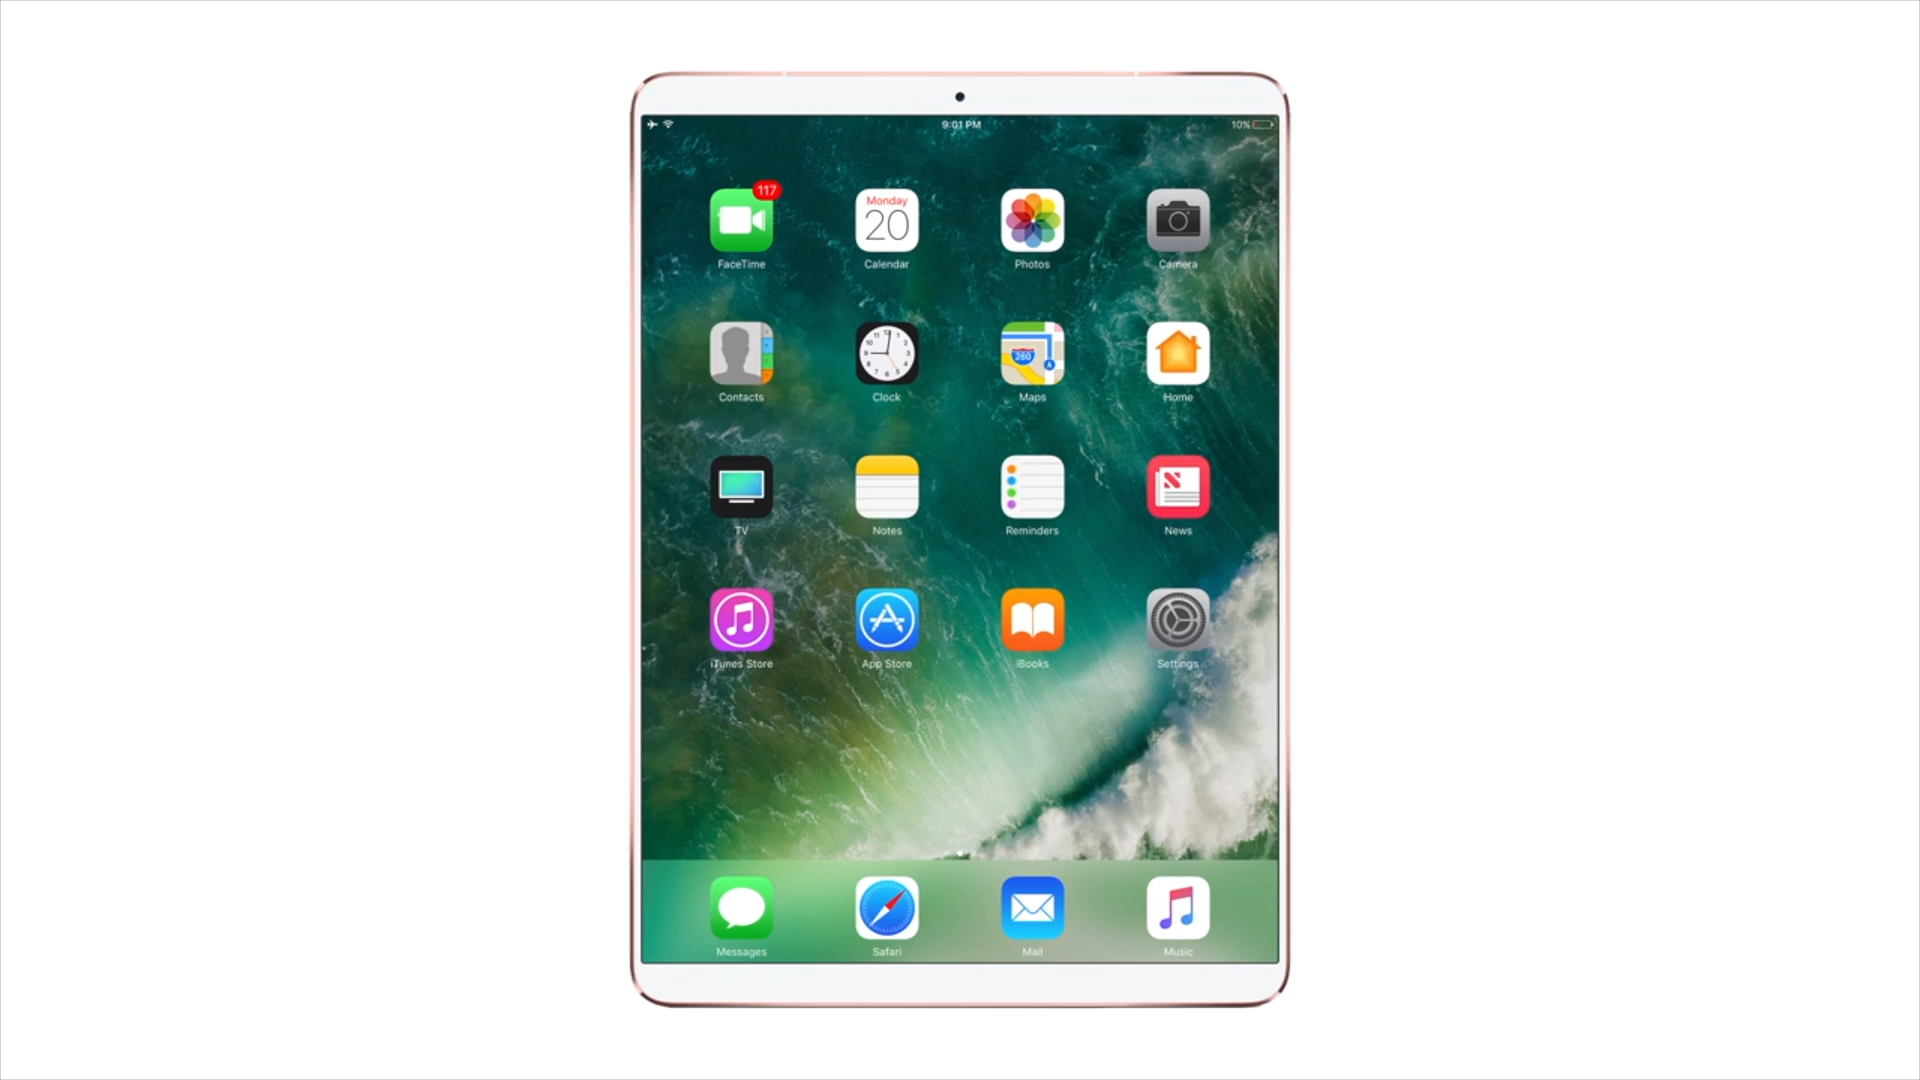 9:01 PM
10%
117
Monday
20
FaceTime
Calendar
Photos
Camera
280
Contacts
Clock
Maps
Home
TV
Notes
Reminders
News
iTunes Store
App Store
iBooks
Settings
Messages
Safari
Mail
Music